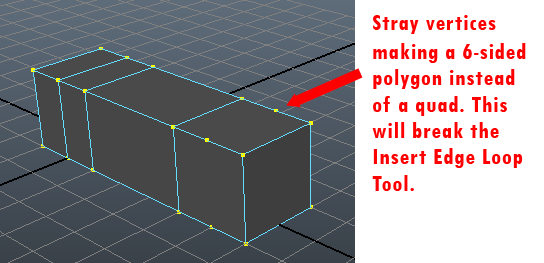 Stray vertices
making a 6-sided
polygon instead
of a quad. This
will break the
Insert Edge Loop
Tool.